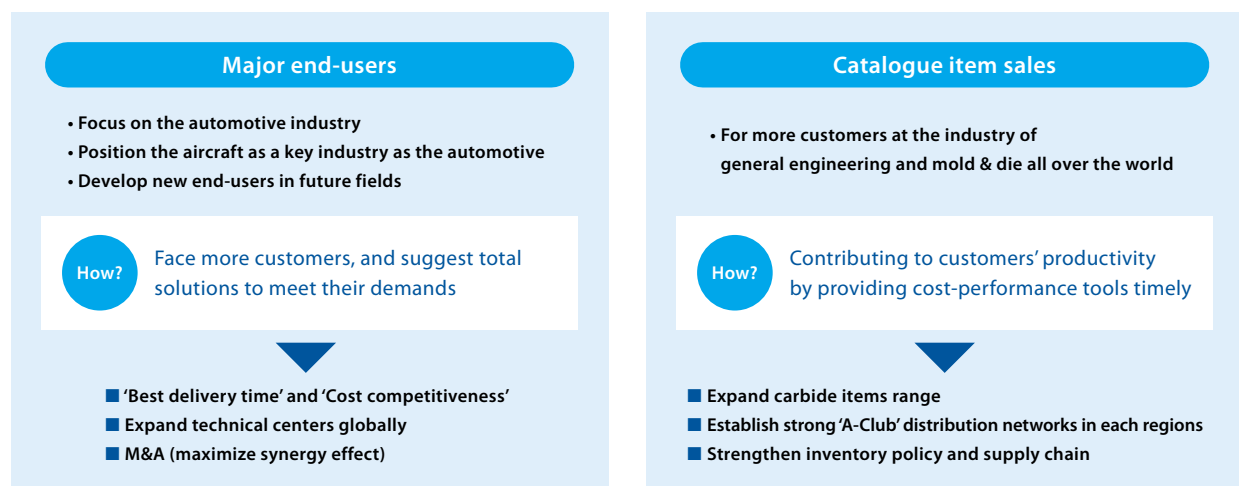 Major end-users
• Focus on the automotive industry
• Position the aircraft as a key industry as the automotive
• Develop new end-users in future fields
How?
Face more customers, and suggest total
solutions to meet their demands
■ ‘Best delivery time’ and ‘Cost competitiveness’
■ Expand technical centers globally
■ M&A (maximize synergy effect)
Catalogue item sales
• For more customers at the industry of
general engineering and mold & die all over the world
How?
Contributing to customers’ productivity
by providing cost-performance tools timely
■ Expand carbide items range
■ Establish strong ‘A-Club’ distribution networks in each regions
■ Strengthen inventory policy and supply chain